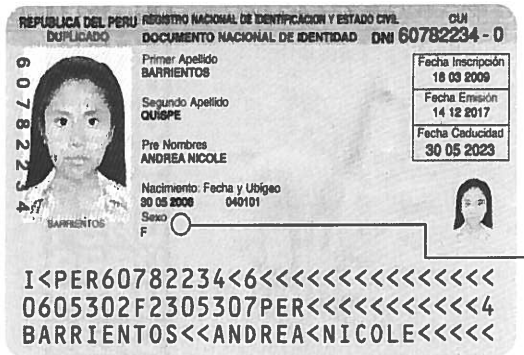 REPUBLICA DEL PERU REGISTRO NACIONAL DE IDENTIFICACION Y ESTADO CIVIL CUI
DUPLICADO DOCUMENTO NACIONAL DE IDENTIDAD DNI 60782234 - 0
60782234
Primer Apellido
BARRIENTOS
Segundo Apellido
QUISPE
Pre Nombres
ANDREA NICOLE
Nacimiento: Fecha y Ubigeo
30 05 2006 040101
Sexo
F
Fecha Inscripción
16 03 2009
Fecha Emisión
14 12 2017
Fecha Caducidad
30 05 2023
BARRIENTOS
I<PER60782234<6<<<<<<<<<<<<<<<
0605302F2305307PER<<<<<<<<<<<4
BARRIENTOS<<ANDREA<NICOLE<<<<<